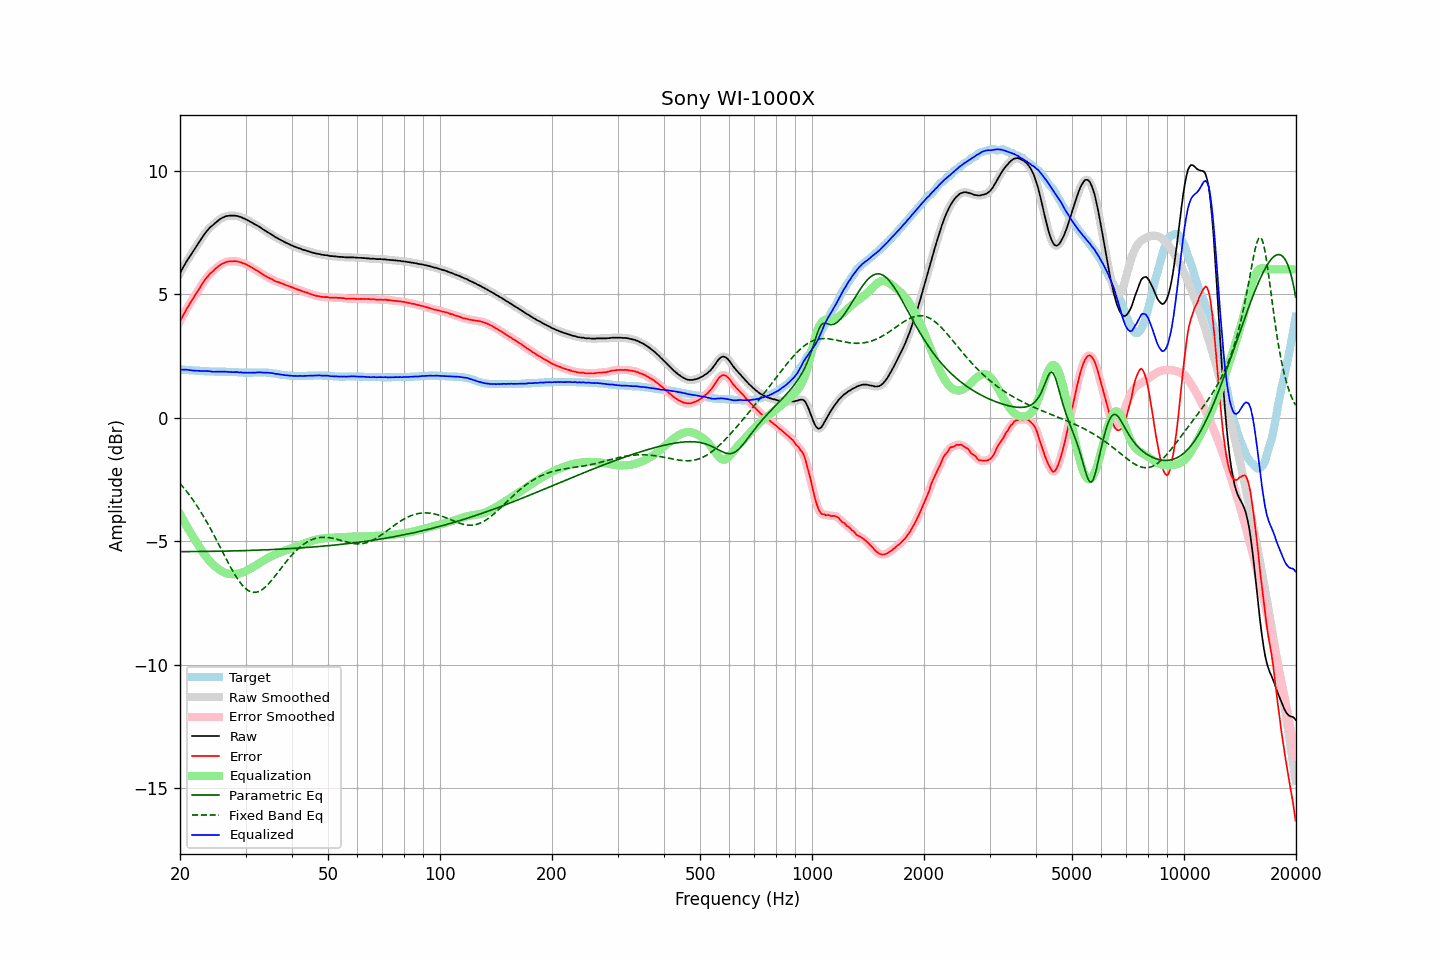 Sony WI-1000X
Amplitude (dBr)
10
5
0
−5
−10
−15
Target
Raw Smoothed
Error Smoothed
Raw
Error
Equalization
Parametric Eq
Fixed Band Eq
Equalized
20 50 100 200 500 1000 2000 5000 10000 20000
Frequency (Hz)